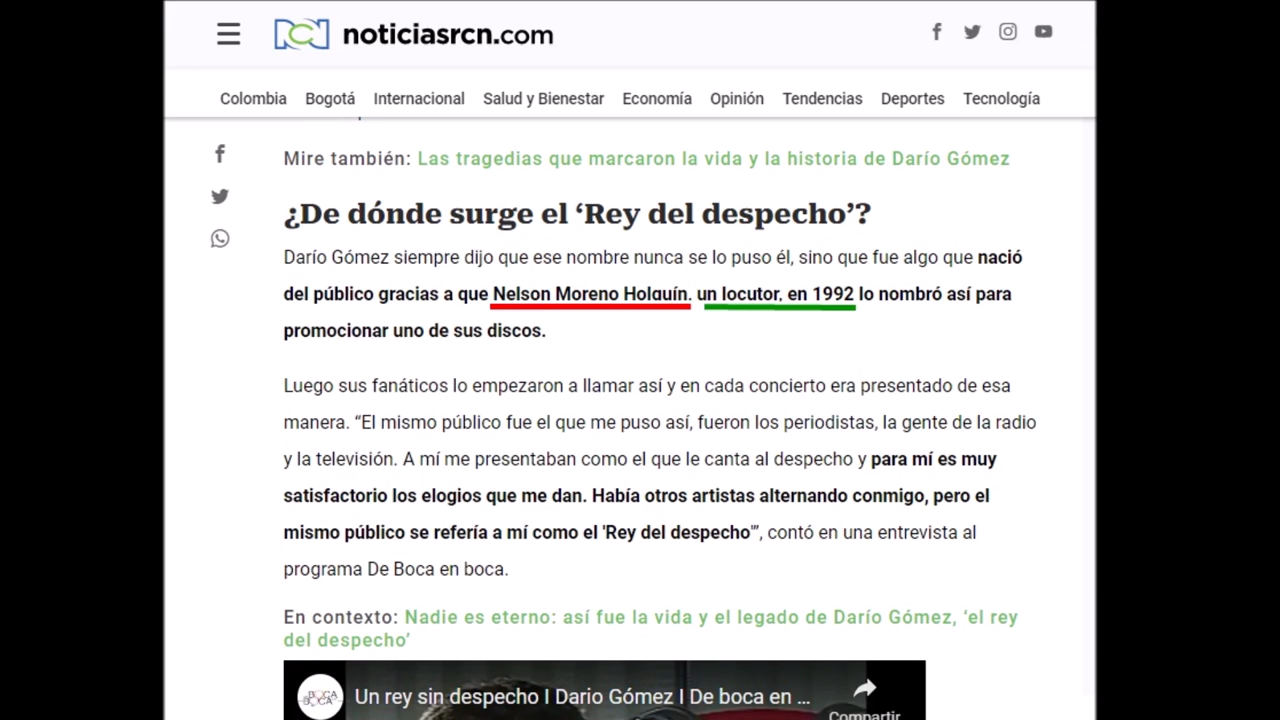 RCN noticiasrcn.com
Colombia Bogotá Internacional Salud y Bienestar Economía Opinión Tendencias Deportes Tecnología
Mire también: Las tragedias que marcaron la vida y la historia de Darío Gómez
¿De dónde surge el ‘Rey del despecho’?
Darío Gómez siempre dijo que ese nombre nunca se lo puso él, sino que fue algo que nació
del público gracias a que Nelson Moreno Holguín, un locutor, en 1992 lo nombró así para
promocionar uno de sus discos.
Luego sus fanáticos lo empezaron a llamar así y en cada concierto era presentado de esa
manera. “El mismo público fue el que me puso así, fueron los periodistas, la gente de la radio
y la televisión. A mí me presentaban como el que le canta al despecho y para mí es muy
satisfactorio los elogios que me dan. Había otros artistas alternando conmigo, pero el
mismo público se refería a mí como el 'Rey del despecho'”, contó en una entrevista al
programa De Boca en boca.
En contexto: Nadie es eterno: así fue la vida y el legado de Darío Gómez, ‘el rey
del despecho’
BOCA
BOCA
Un rey sin despecho I Dario Gómez I De boca en ...
Compartir